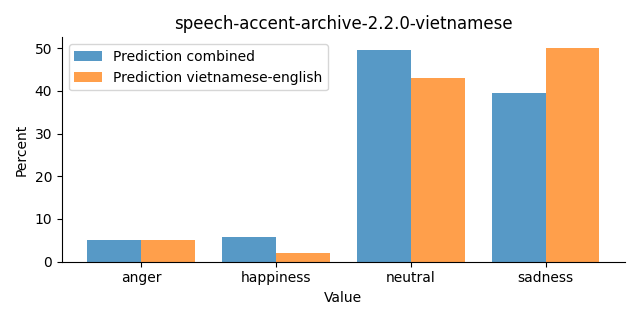 speech-accent-archive-2.2.0-vietnamese
Prediction combined
Prediction vietnamese-english
Percent
50
40
30
20
10
0
anger happiness neutral sadness
Value